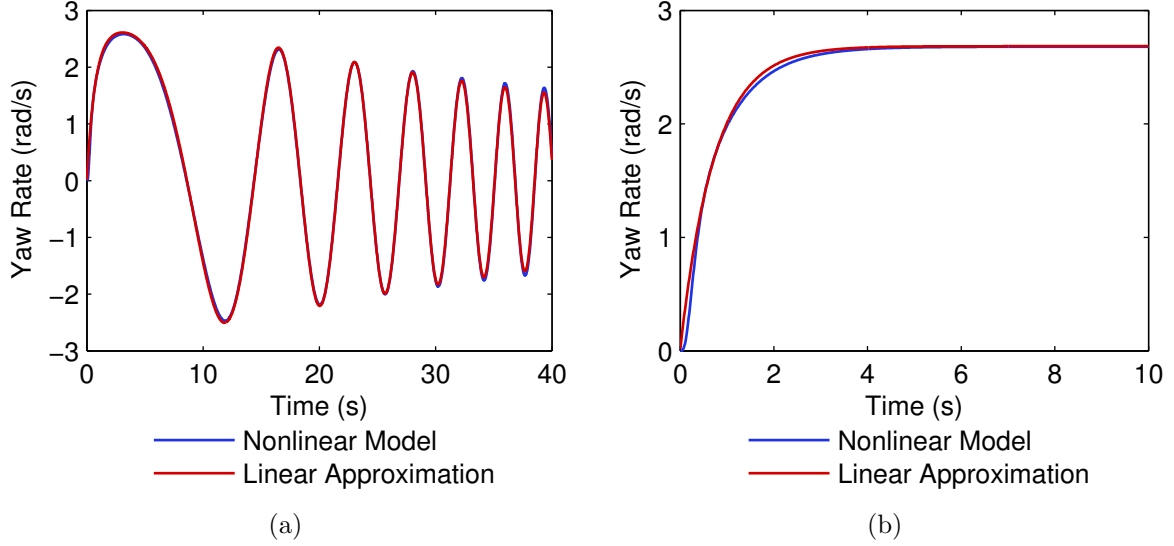 3
2
1
0
−1
−2
−3
Yaw Rate (rad/s)
0 10 20 30 40
Time (s)
Nonlinear Model
Linear Approximation
(a)
3
2
1
0
Yaw Rate (rad/s)
0 2 4 6 8 10
Time (s)
Nonlinear Model
Linear Approximation
(b)